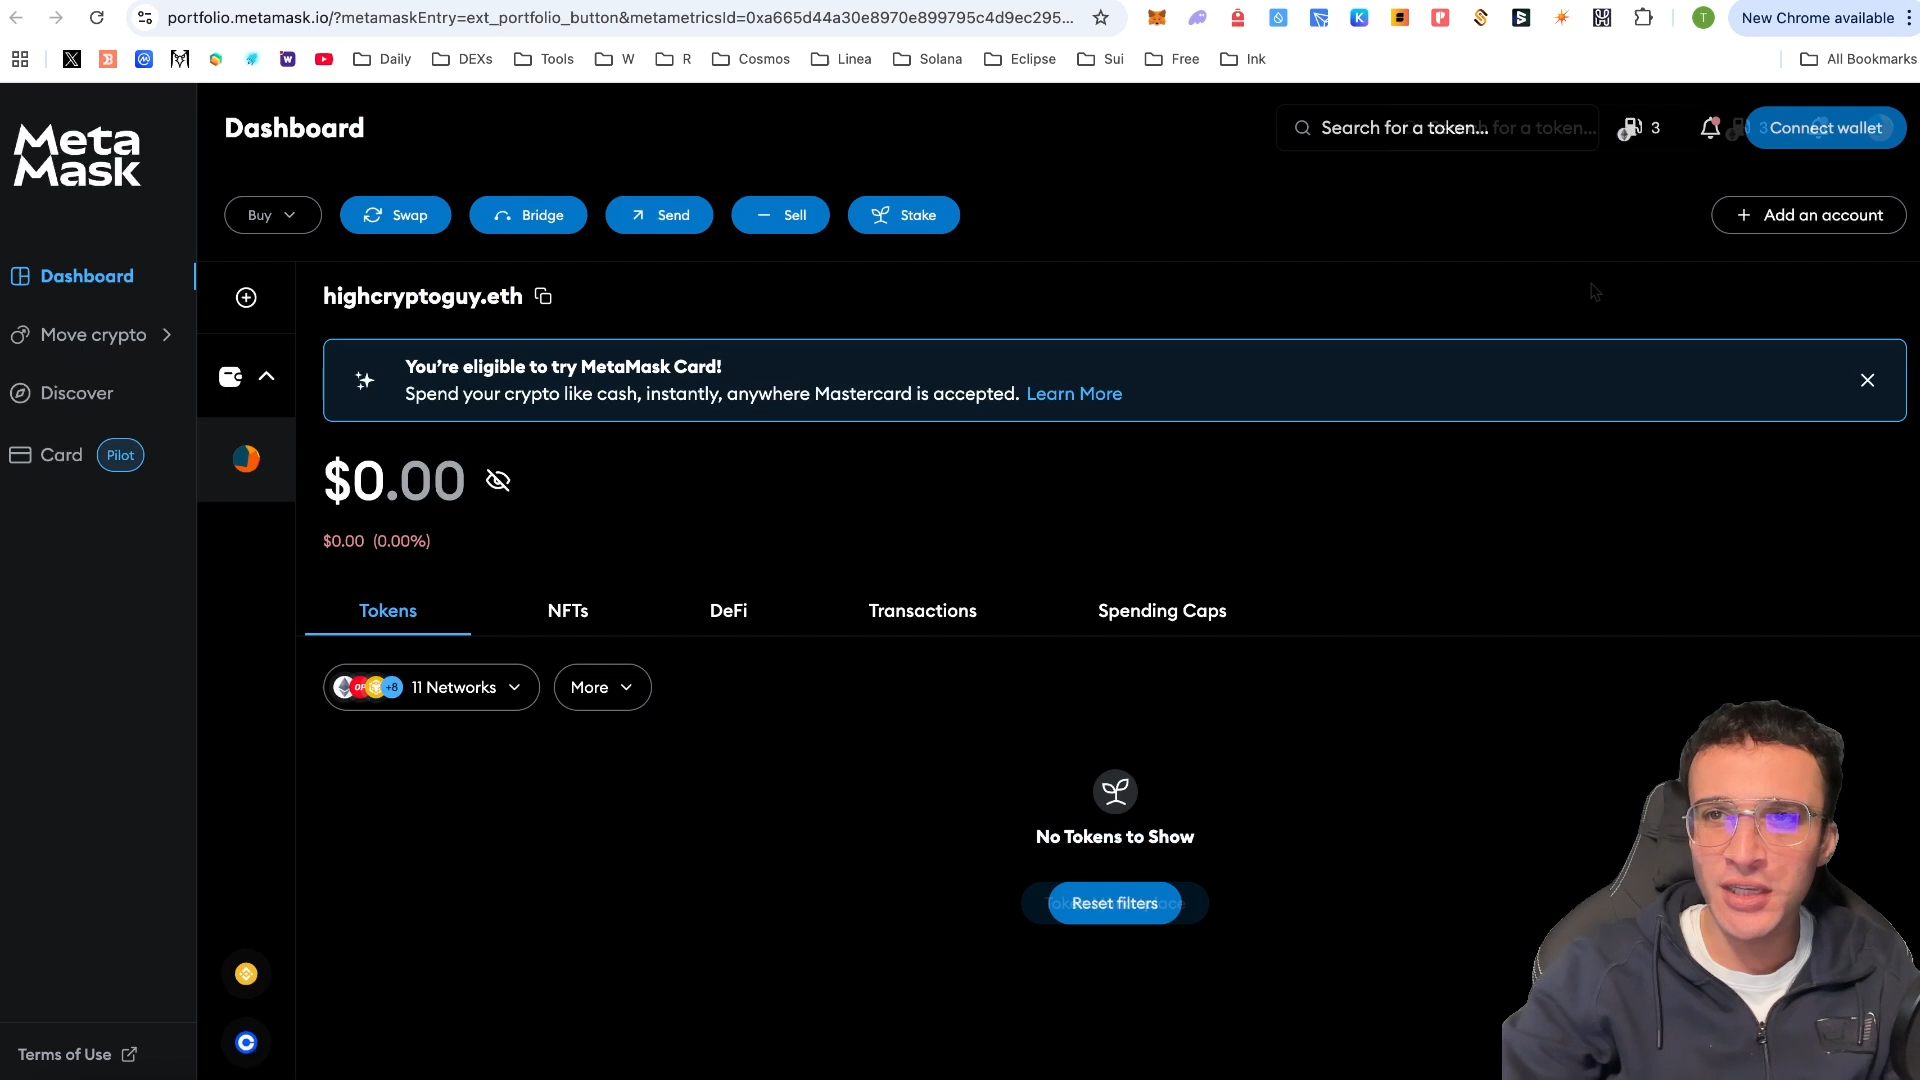 portfolio.metamask.io/?metamaskEntry=ext_portfolio_button&metametricsId=0xa665d44a30e8970e899795c4d9ec295...
T
New Chrome available
Daily
DEXs
Tools
W
R
Cosmos
Linea
Solana
Eclipse
Sui
Free
Ink
All Bookmarks
Meta
Mask
Dashboard
Search for a token...
3
Connect wallet
Buy
Swap
Bridge
Send
Sell
Stake
Add an account
Dashboard
Move crypto
Discover
Card
Pilot
highcryptoguy.eth
You're eligible to try MetaMask Card!
Spend your crypto like cash, instantly, anywhere Mastercard is accepted. Learn More
$0.00
$0.00 (0.00%)
Tokens
NFTs
DeFi
Transactions
Spending Caps
+8
11 Networks
More
No Tokens to Show
Reset filters
Terms of Use